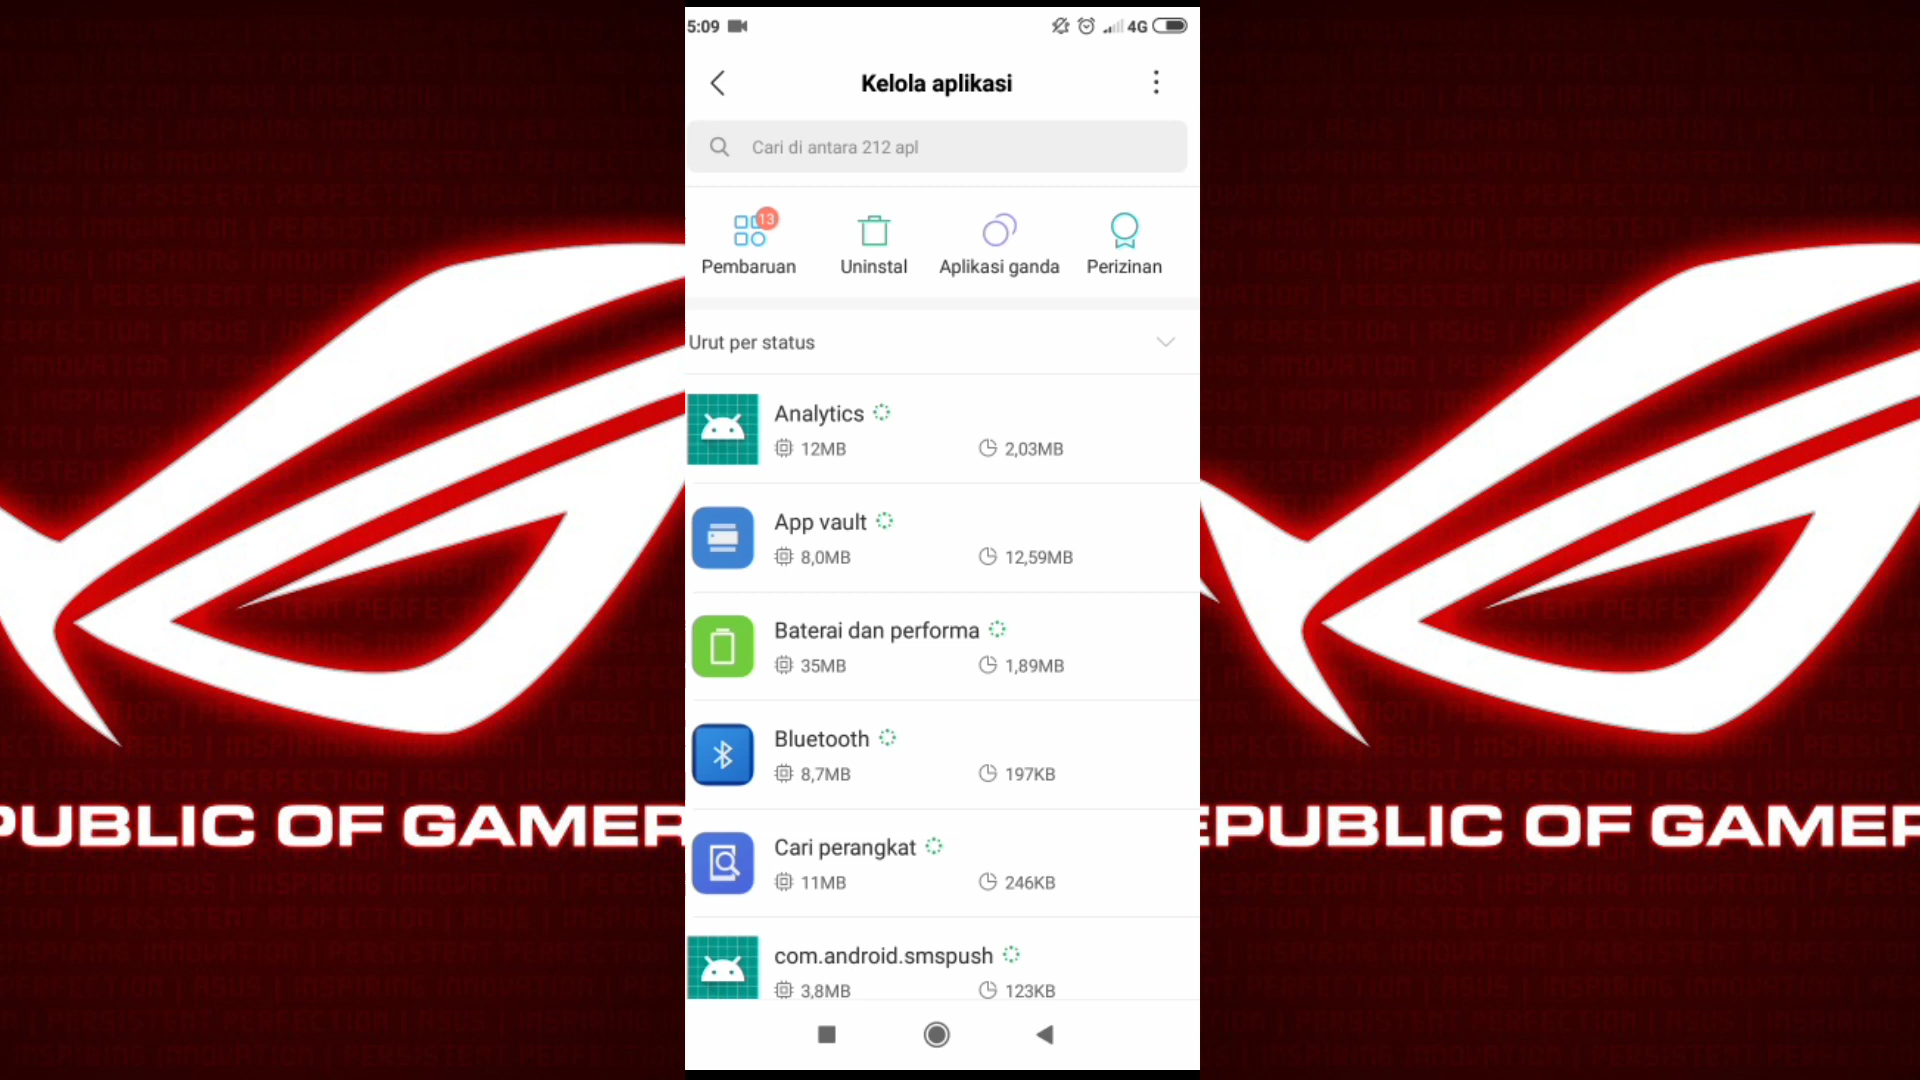 5:09
4G
Kelola aplikasi
Cari di antara 212 apl
13
Pembaruan
Uninstal
Aplikasi ganda
Perizinan
Urut per status
Analytics
12MB 2,03MB
App vault
8,0MB 12,59MB
Baterai dan performa
35MB 1,89MB
Bluetooth
8,7MB 197KB
Cari perangkat
11MB 246KB
com.android.smspush
3,8MB 123KB
PUBLIC OF GAMER
EPUBLIC OF GAMER